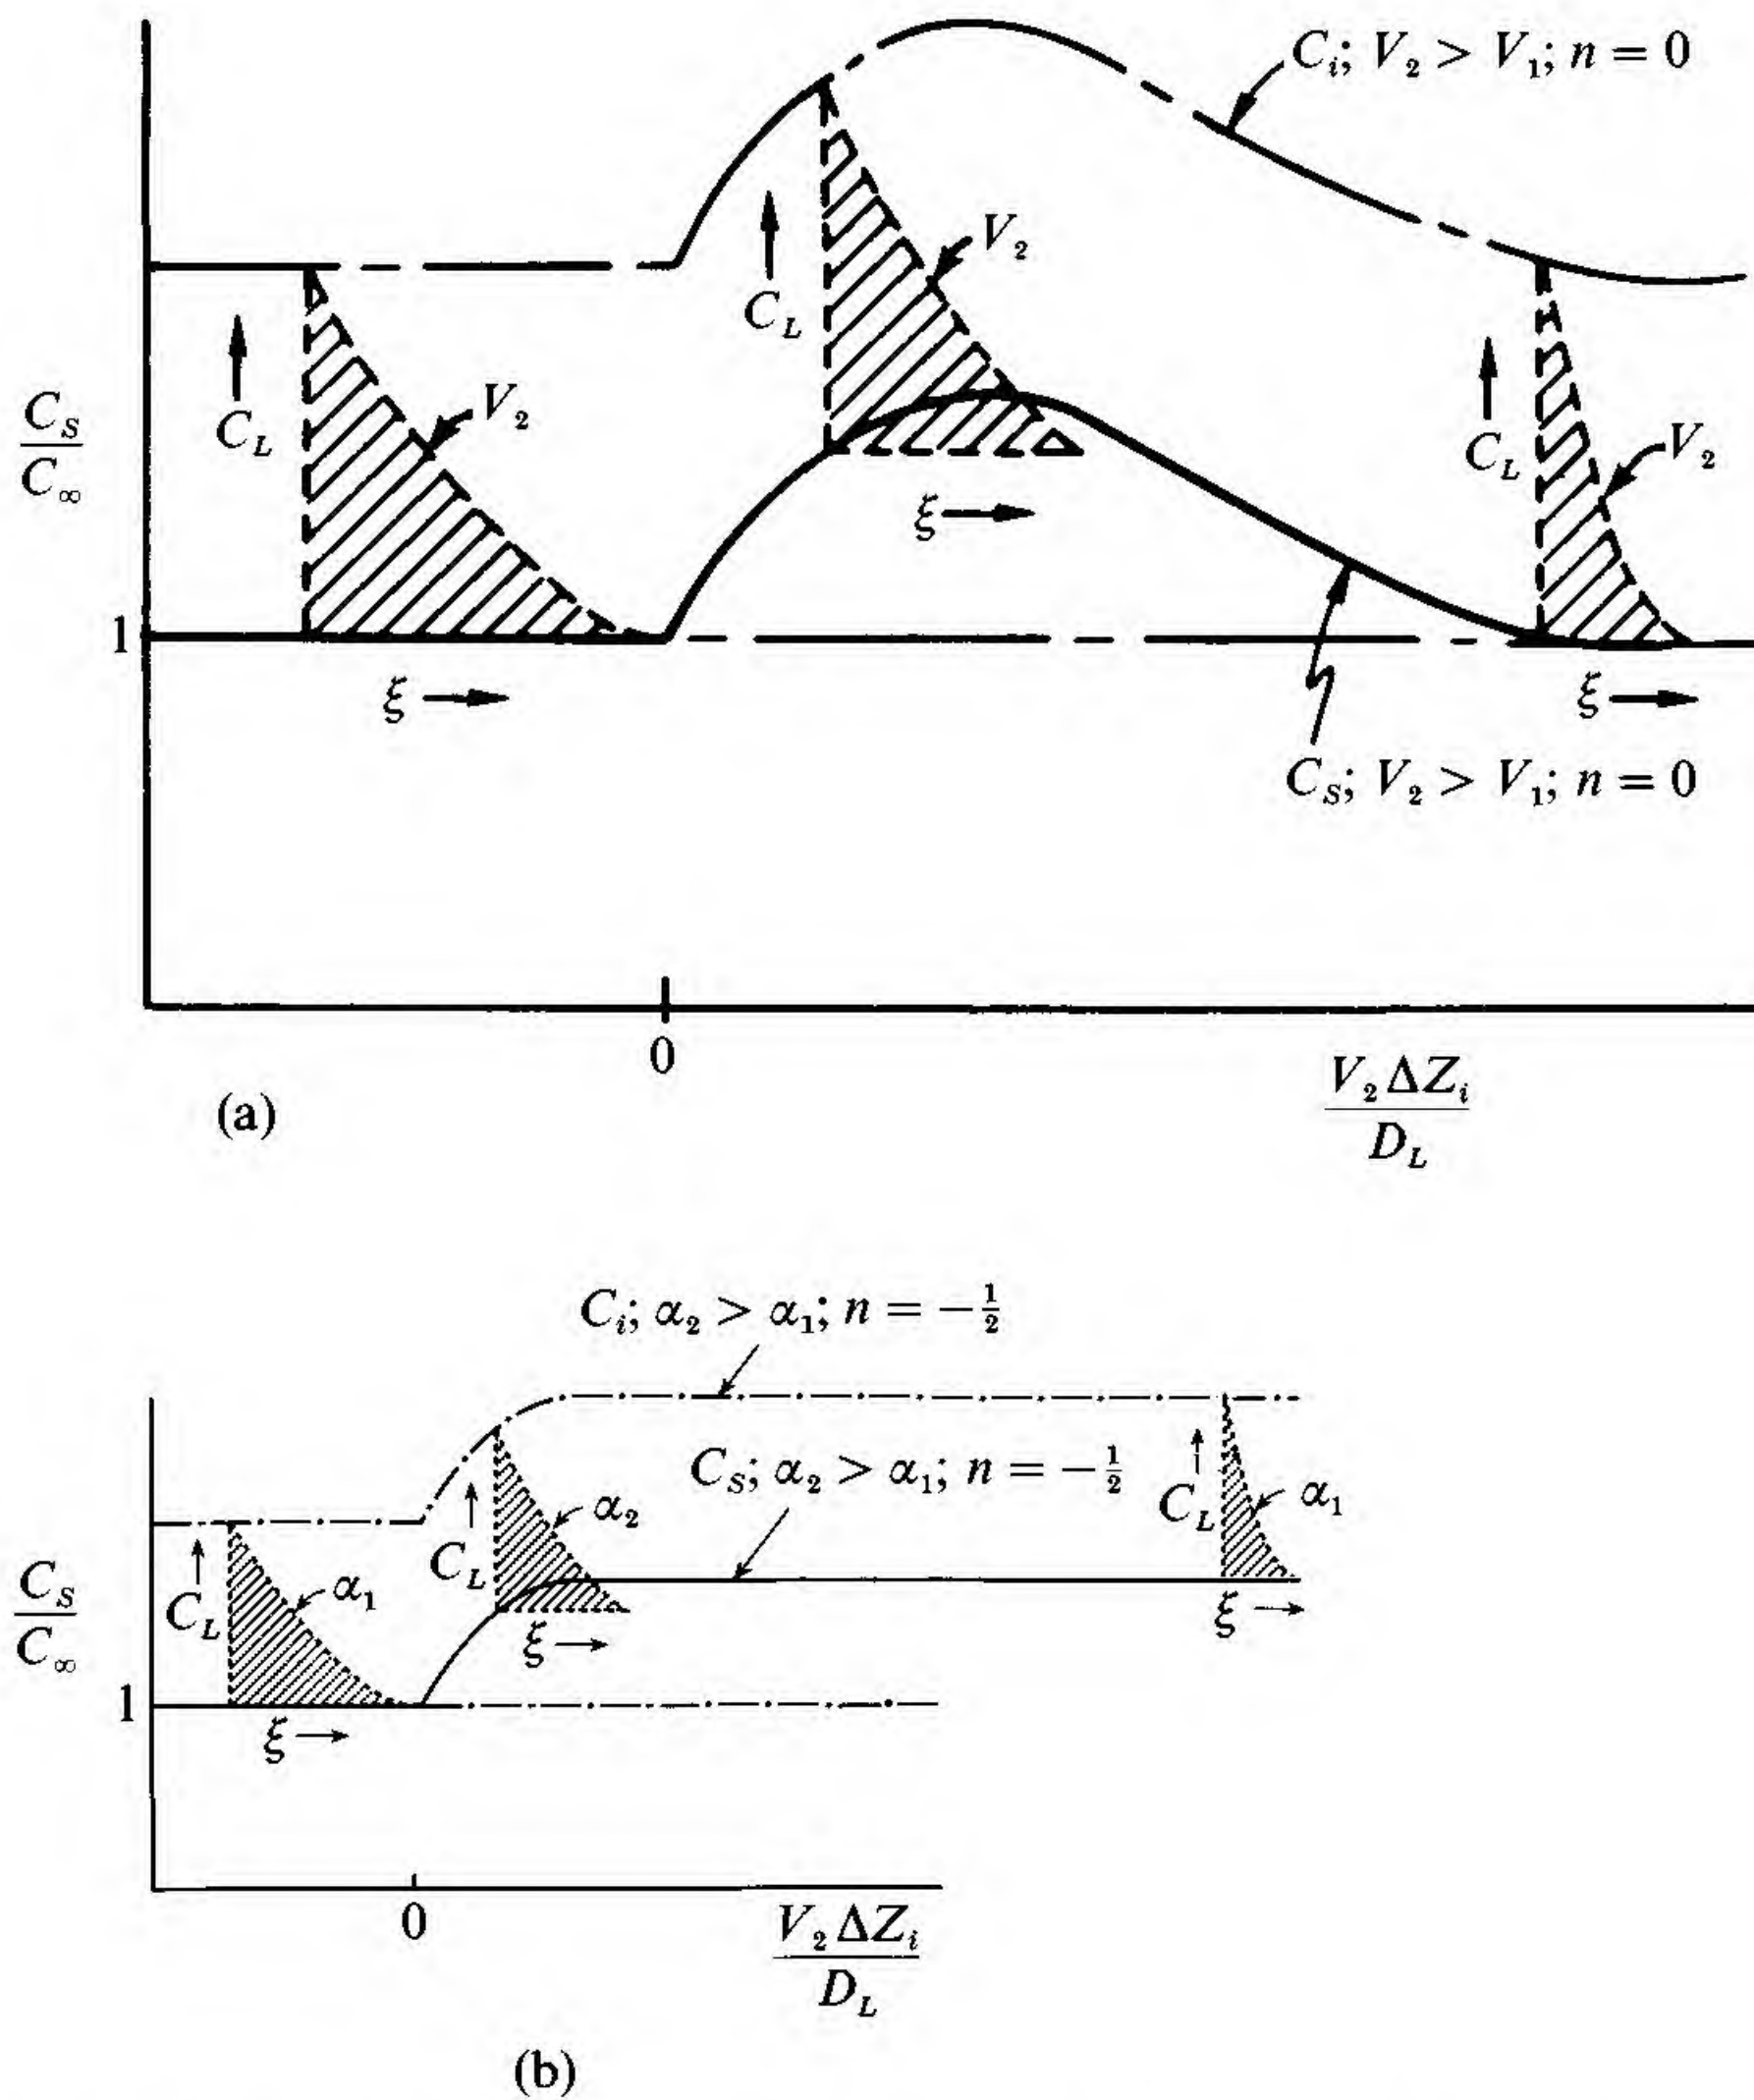 C_i; V_2 > V_1; n = 0
V_2
C_L
C_L
V_2
C_L
V_2
C_S
C_∞
ξ
1
ξ
ξ
C_S; V_2 > V_1; n = 0
0
V_2 ΔZ_i
D_L
(a)
C_i; α_2 > α_1; n = -1/2
C_S; α_2 > α_1; n = -1/2
C_L
α_1
α_2
C_L
C_S
C_∞
C_L
α_1
ξ
ξ
1
ξ
0
V_2 ΔZ_i
D_L
(b)